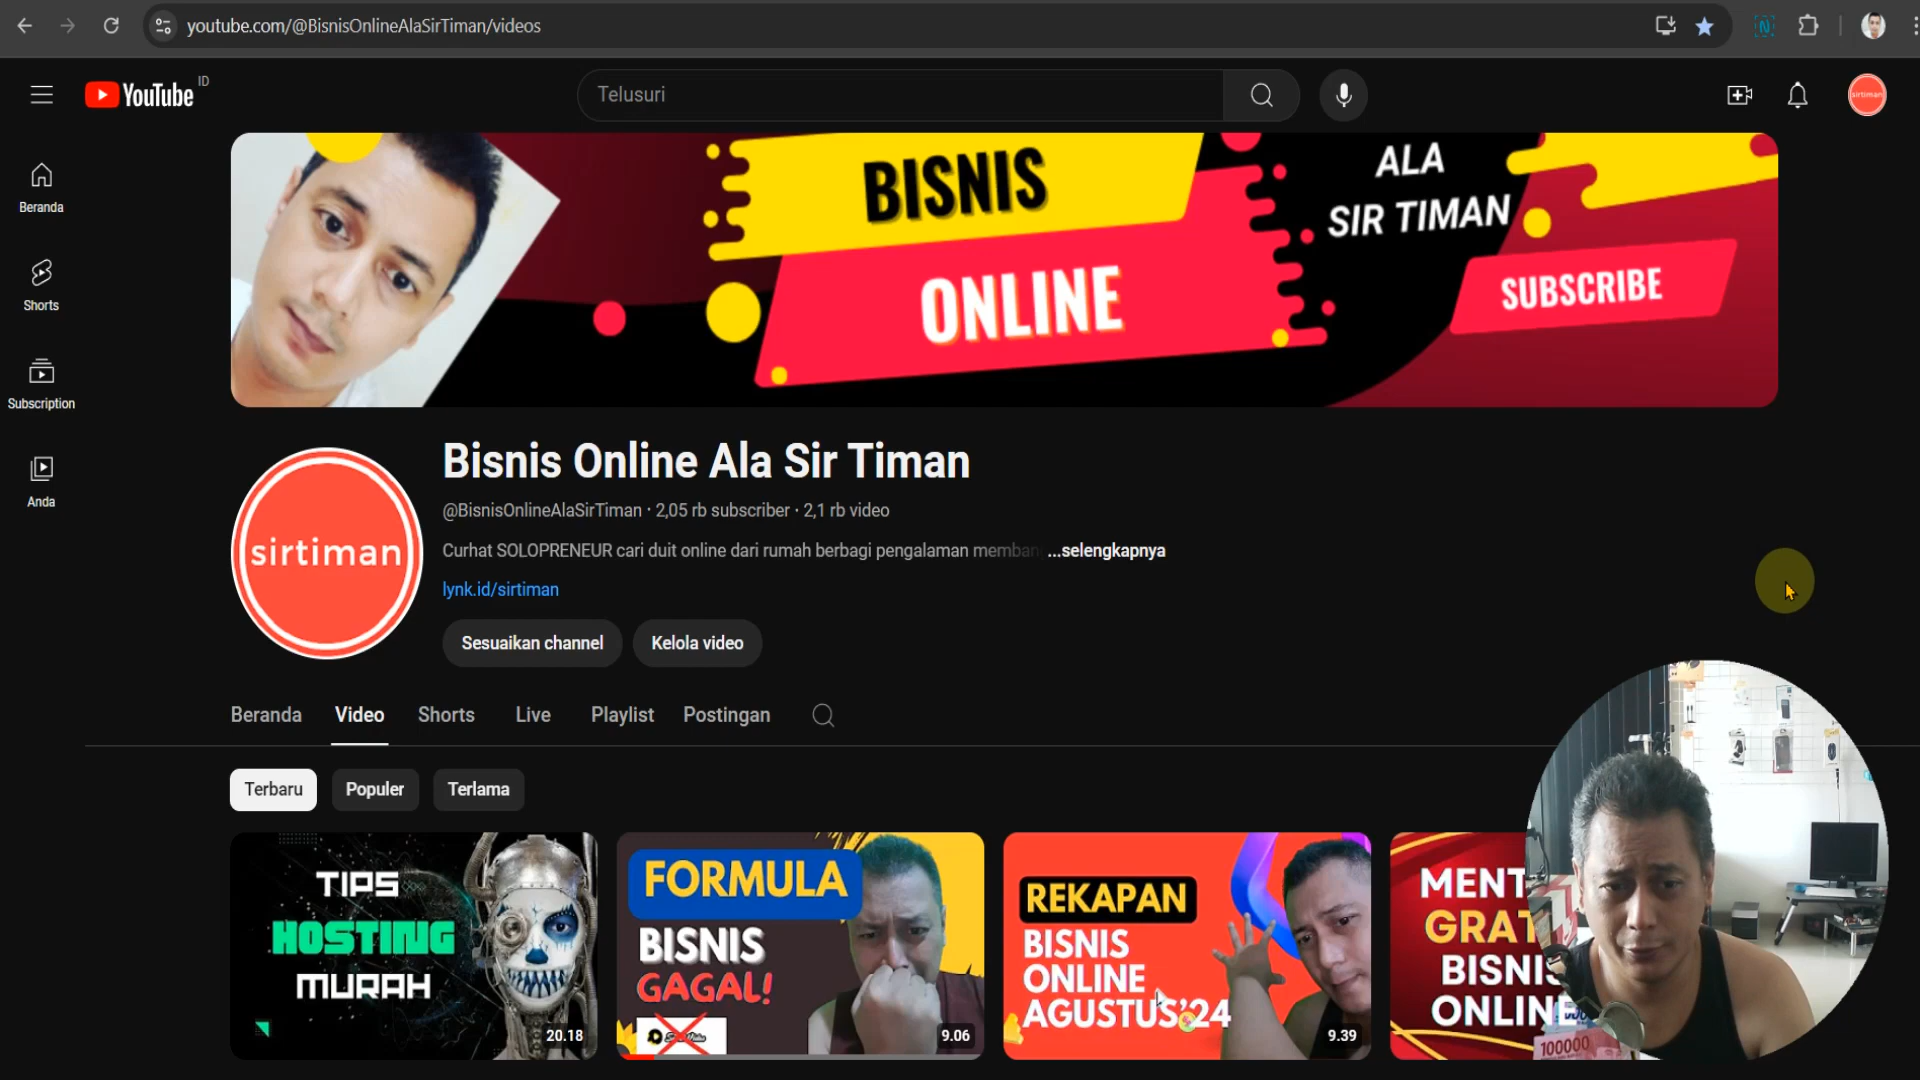 youtube.com/@BisnisOnlineAlaSirTiman/videos
YouTube ID
Telusuri
sirtiman
Beranda
Shorts
Subscription
Anda
BISNIS
ONLINE
ALA
SIR TIMAN
SUBSCRIBE
sirtiman
Bisnis Online Ala Sir Timan
@BisnisOnlineAlaSirTiman · 2,05 rb subscriber · 2,1 rb video
Curhat SOLOPRENEUR cari duit online dari rumah berbagi pengalaman memban ...selengkapnya
lynk.id/sirtiman
Sesuaikan channel
Kelola video
Beranda
Video
Shorts
Live
Playlist
Postingan
Terbaru
Populer
Terlama
TIPS
HOSTING
MURAH
20.18
FORMULA
BISNIS
GAGAL!
9.06
REKAPAN
BISNIS
ONLINE
AGUSTUS'24
9.39
MENT
GRAT
BISNIS
ONLIN
100000